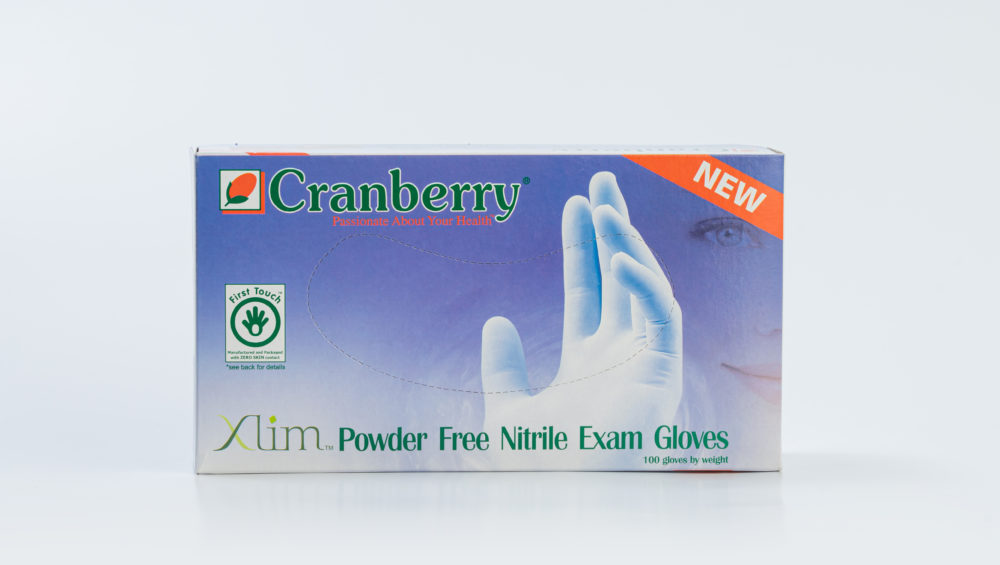 Cranberry®
Passionate About Your Health
NEW
First Touch™
Manufactured and Packaged
with ZERO SKIN contact
*see back for details
Xlim™ Powder Free Nitrile Exam Gloves
100 gloves by weight